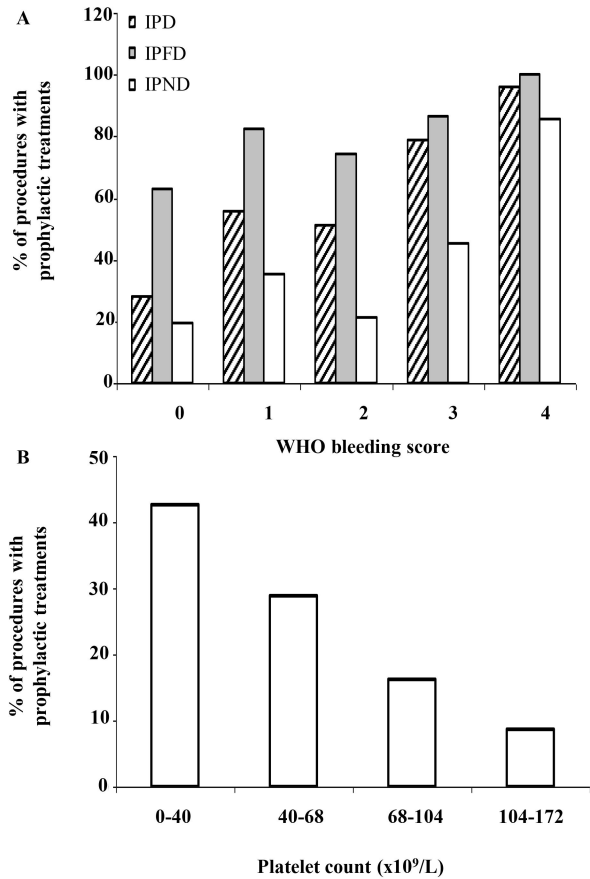 A
IPD
IPFD
IPND
% of procedures with
prophylactic treatments
120
100
80
60
40
20
0
0 1 2 3 4
WHO bleeding score
B
% of procedures with
prophylactic treatments
50
40
30
20
10
0
0-40 40-68 68-104 104-172
Platelet count (x10⁹/L)